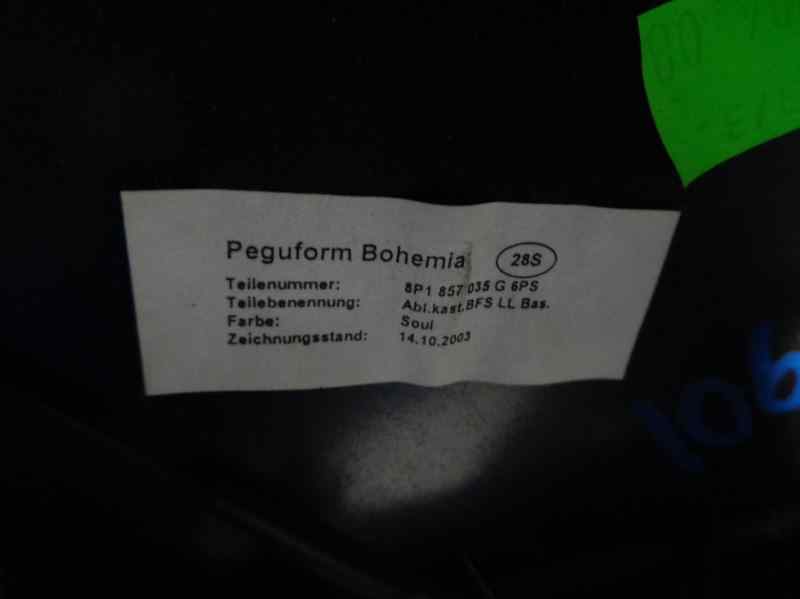 Peguform Bohemia 28S
Teilenummer: 8P1 857 035 G 6PS
Teilebenennung: Abl.kast.BFS LL Bas.
Farbe: Soul
Zeichnungsstand: 14.10.2003
106